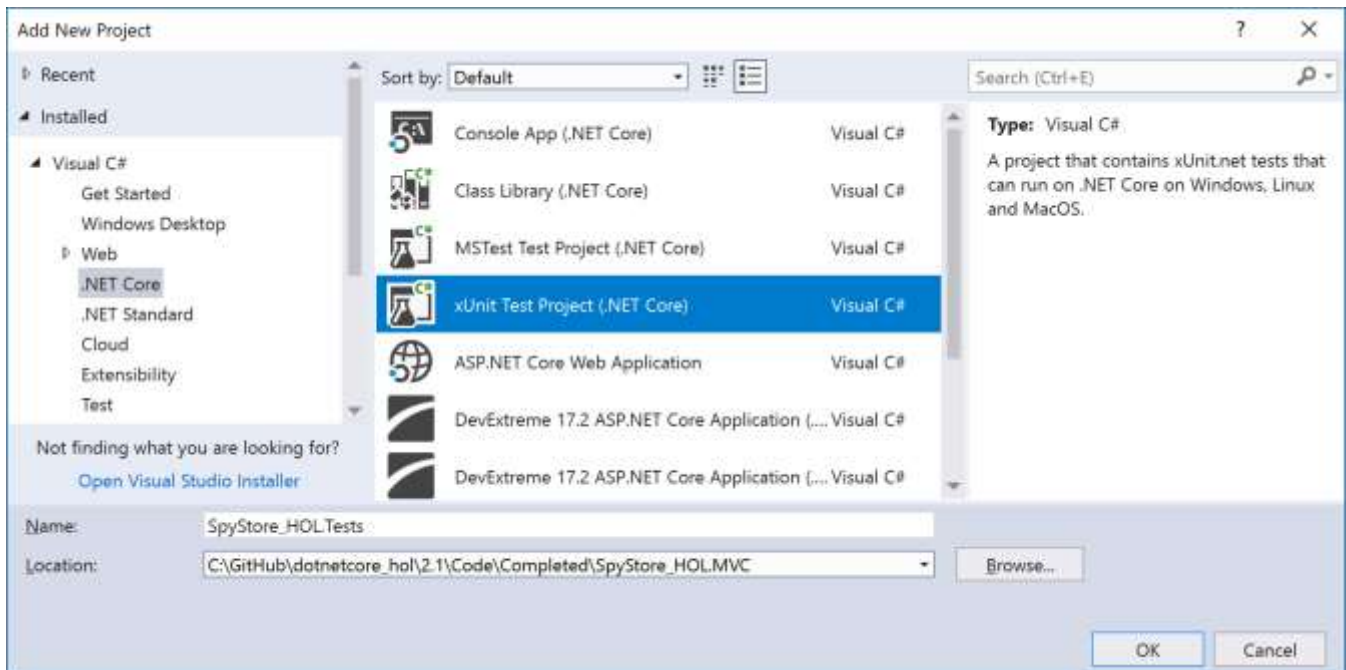 Add New Project
?
Recent
Installed
Visual C#
Get Started
Windows Desktop
Web
.NET Core
.NET Standard
Cloud
Extensibility
Test
Not finding what you are looking for?
Open Visual Studio Installer
Sort by: Default
Console App (.NET Core) Visual C#
Class Library (.NET Core) Visual C#
MSTest Test Project (.NET Core) Visual C#
xUnit Test Project (.NET Core) Visual C#
ASP.NET Core Web Application Visual C#
DevExtreme 17.2 ASP.NET Core Application (.... Visual C#
DevExtreme 17.2 ASP.NET Core Application (.... Visual C#
Search (Ctrl+E)
Type: Visual C#
A project that contains xUnit.net tests that
can run on .NET Core on Windows, Linux
and MacOS.
Name: SpyStore_HOL.Tests
Location: C:\GitHub\dotnetcore_hol\2.1\Code\Completed\SpyStore_HOL.MVC
Browse...
OK
Cancel